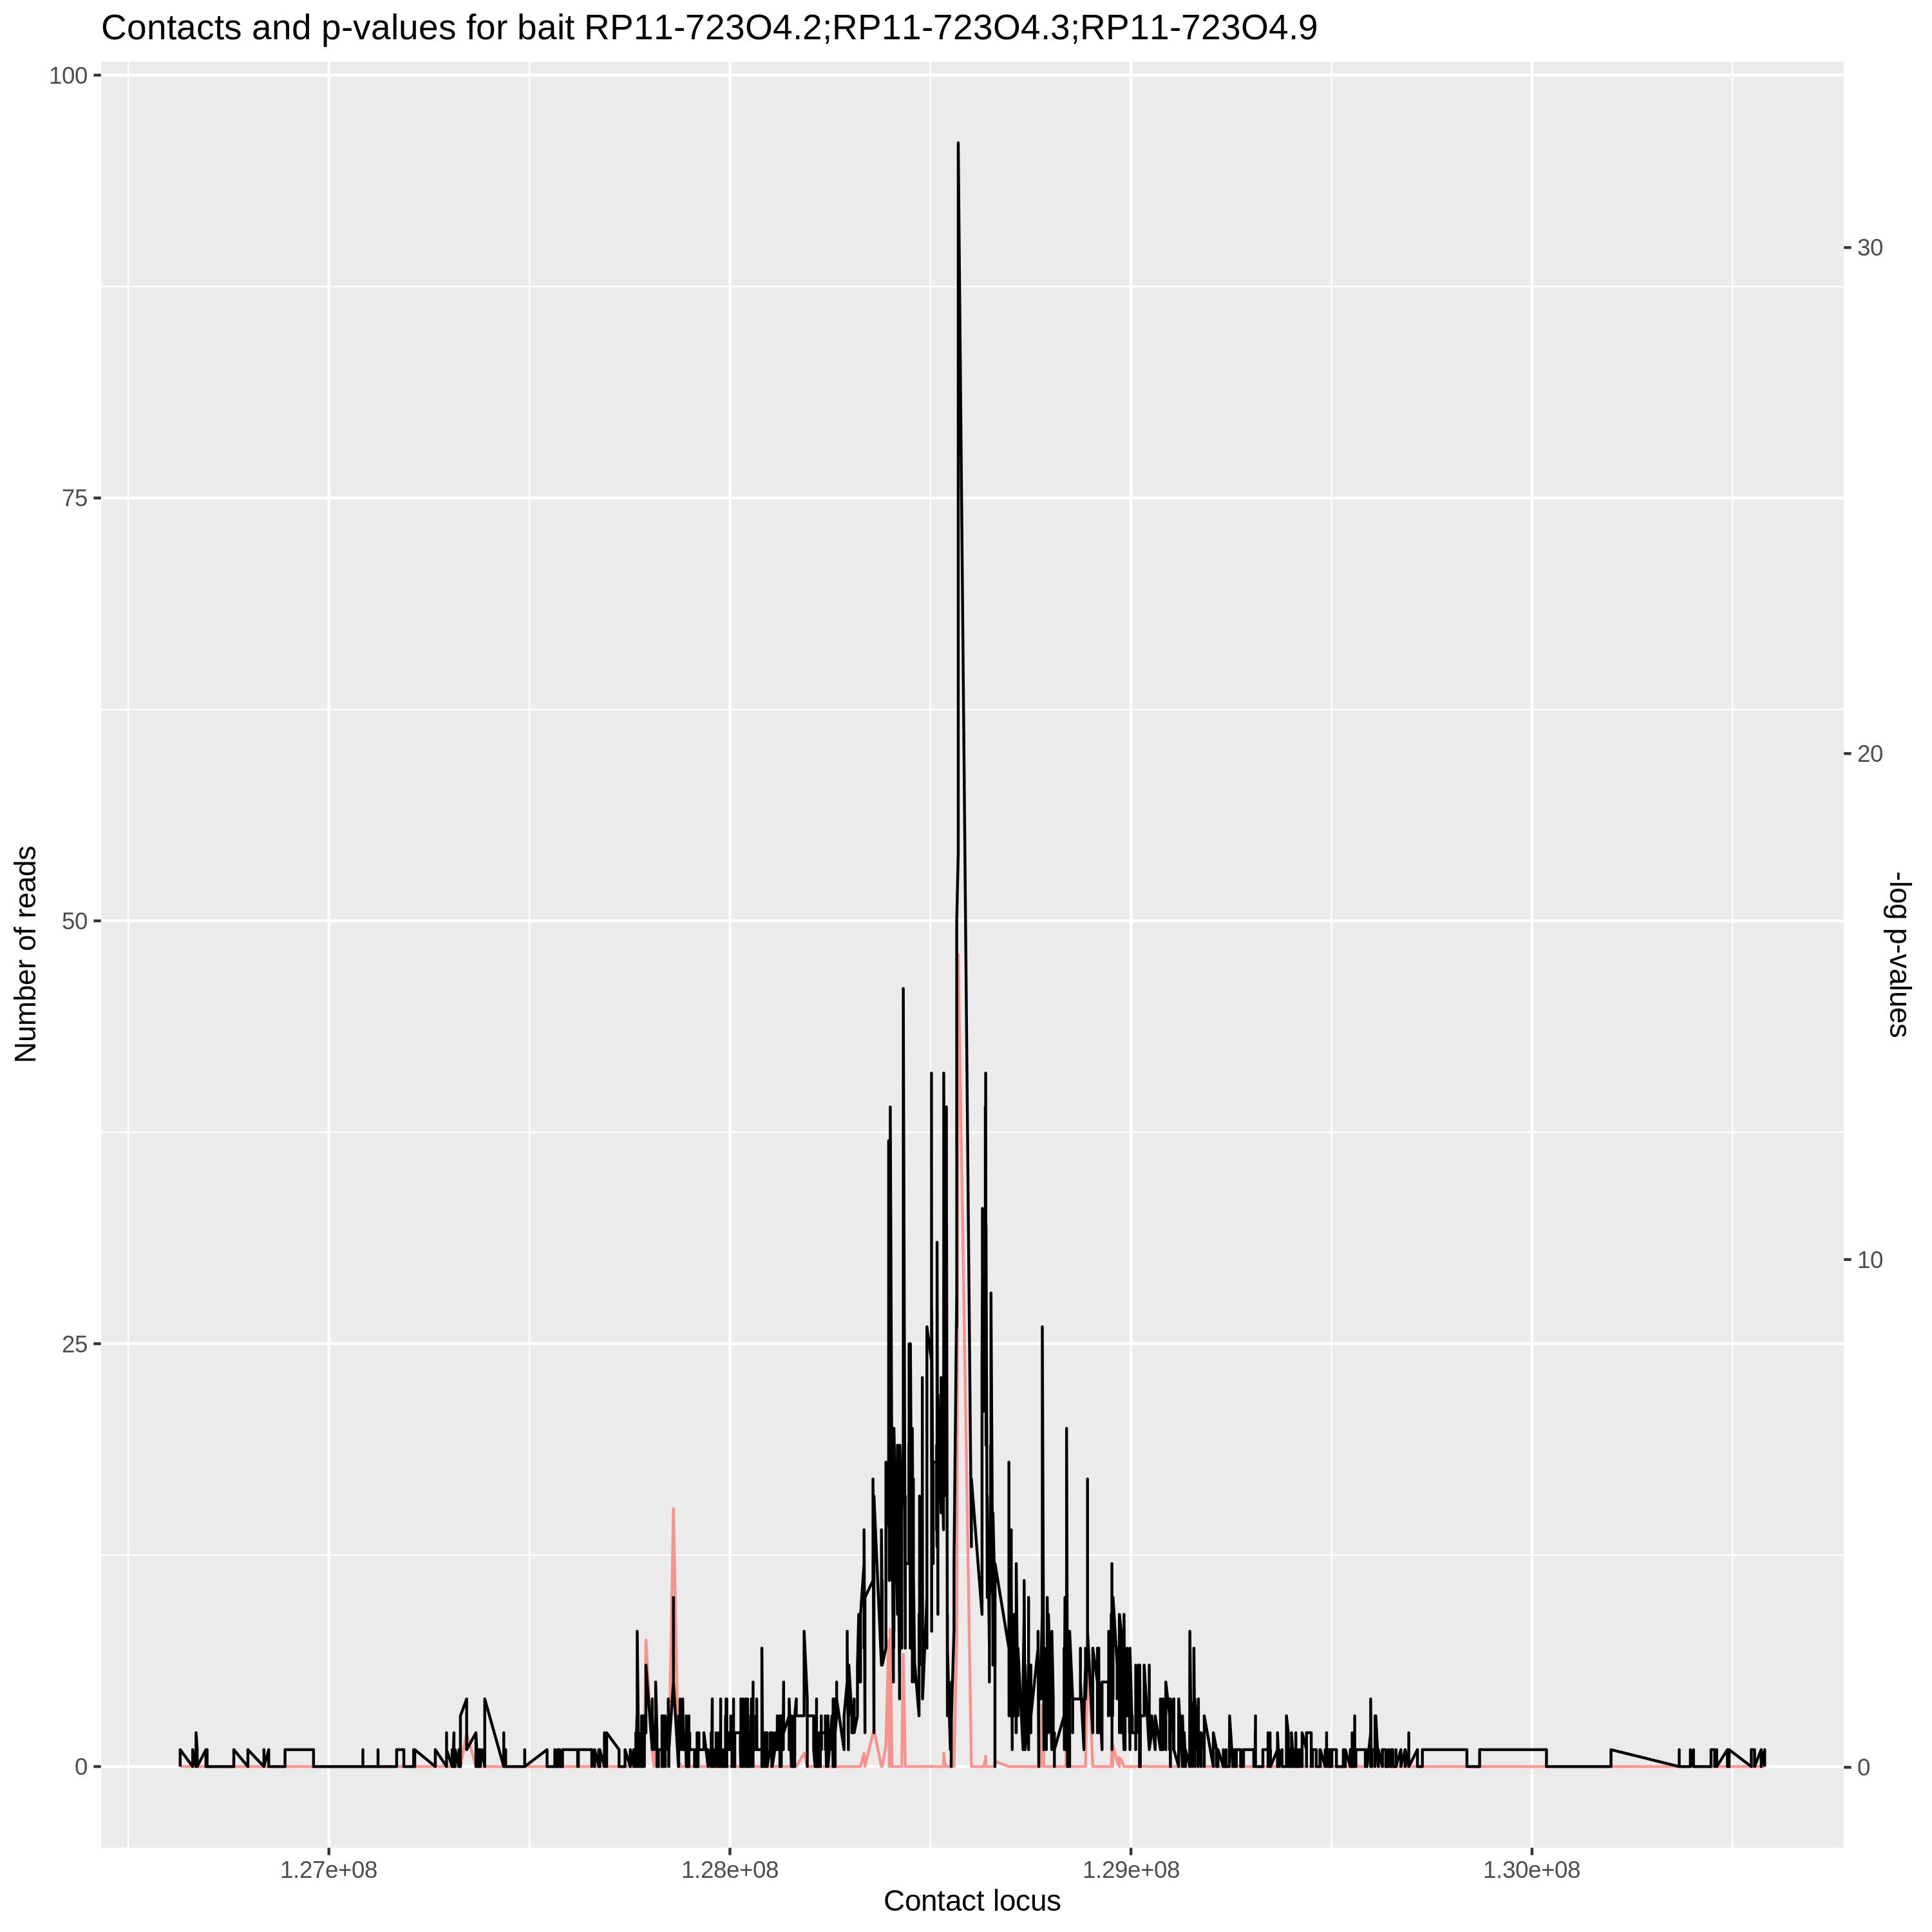 Contacts and p-values for bait RP11-723O4.2;RP11-723O4.3;RP11-723O4.9
100
75
50
25
0
Number of reads
30
20
10
0
-log p-values
1.27e+08
1.28e+08
1.29e+08
1.30e+08
Contact locus